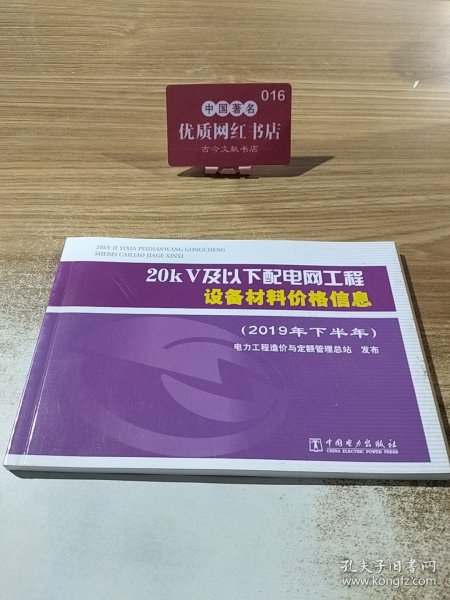 016
中国著名
优质网红书店
古今文献书店
20kV JI YIXIA PEIDIANWANG GONGCHENG
SHEBEI CAILIAO JIAGE XINXI
20kV及以下配电网工程
设备材料价格信息
(2019年下半年)
电力工程造价与定额管理总站 发布
中国电力出版社
CHINA ELECTRIC POWER PRESS
孔夫子旧书网
www.kongfz.com